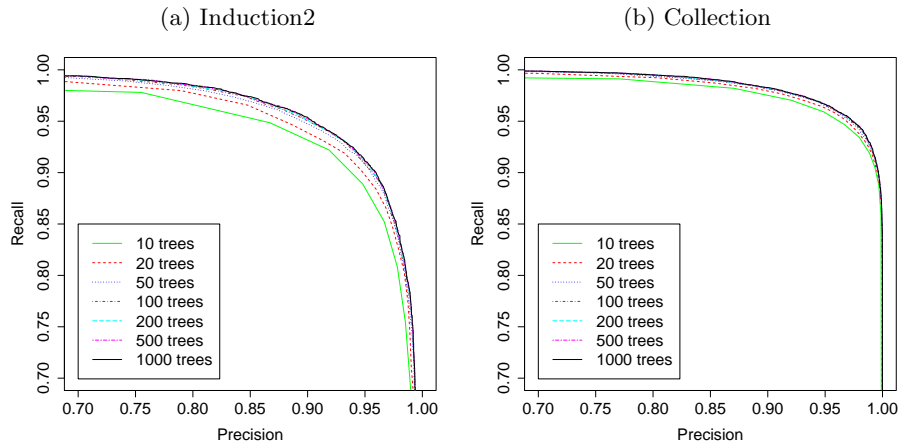 (a) Induction2
(b) Collection
1.00
0.95
0.90
0.85
0.80
0.75
0.70
Recall
10 trees
20 trees
50 trees
100 trees
200 trees
500 trees
1000 trees
0.70 0.75 0.80 0.85 0.90 0.95 1.00
Precision
1.00
0.95
0.90
0.85
0.80
0.75
0.70
Recall
10 trees
20 trees
50 trees
100 trees
200 trees
500 trees
1000 trees
0.70 0.75 0.80 0.85 0.90 0.95 1.00
Precision